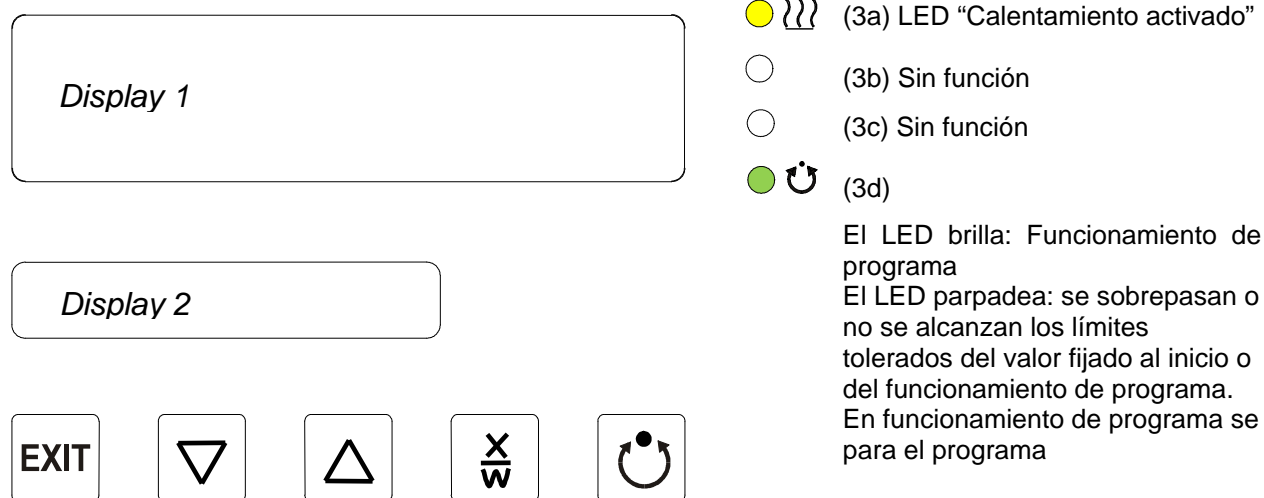 Display 1
(3a) LED “Calentamiento activado”
(3b) Sin función
(3c) Sin función
(3d)
El LED brilla: Funcionamiento de
programa
El LED parpadea: se sobrepasan o
no se alcanzan los límites
tolerados del valor fijado al inicio o
del funcionamiento de programa.
En funcionamiento de programa se
para el programa
Display 2
EXIT
X
W